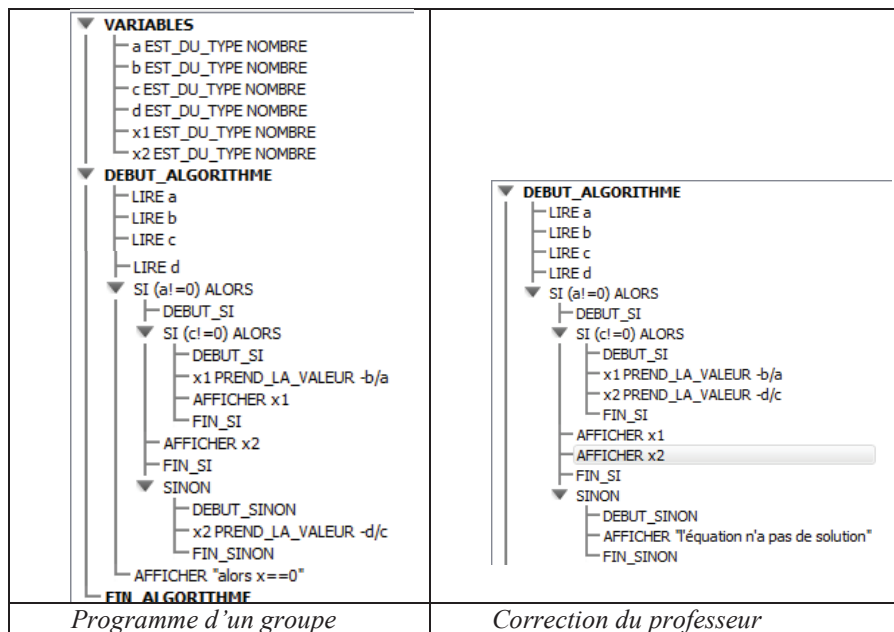 VARIABLES
a EST_DU_TYPE NOMBRE
b EST_DU_TYPE NOMBRE
c EST_DU_TYPE NOMBRE
d EST_DU_TYPE NOMBRE
x1 EST_DU_TYPE NOMBRE
x2 EST_DU_TYPE NOMBRE
DEBUT_ALGORITHME
LIRE a
LIRE b
LIRE c
LIRE d
SI (a!=0) ALORS
DEBUT_SI
SI (c!=0) ALORS
DEBUT_SI
x1 PREND_LA_VALEUR -b/a
AFFICHER x1
FIN_SI
AFFICHER x2
FIN_SI
SINON
DEBUT_SINON
x2 PREND_LA_VALEUR -d/c
FIN_SINON
AFFICHER "alors x==0"
FIN_ALGORITHME
Programme d'un groupe
DEBUT_ALGORITHME
LIRE a
LIRE b
LIRE c
LIRE d
SI (a!=0) ALORS
DEBUT_SI
SI (c!=0) ALORS
DEBUT_SI
x1 PREND_LA_VALEUR -b/a
x2 PREND_LA_VALEUR -d/c
FIN_SI
AFFICHER x1
AFFICHER x2
FIN_SI
SINON
DEBUT_SINON
AFFICHER "l'équation n'a pas de solution"
FIN_SINON
Correction du professeur